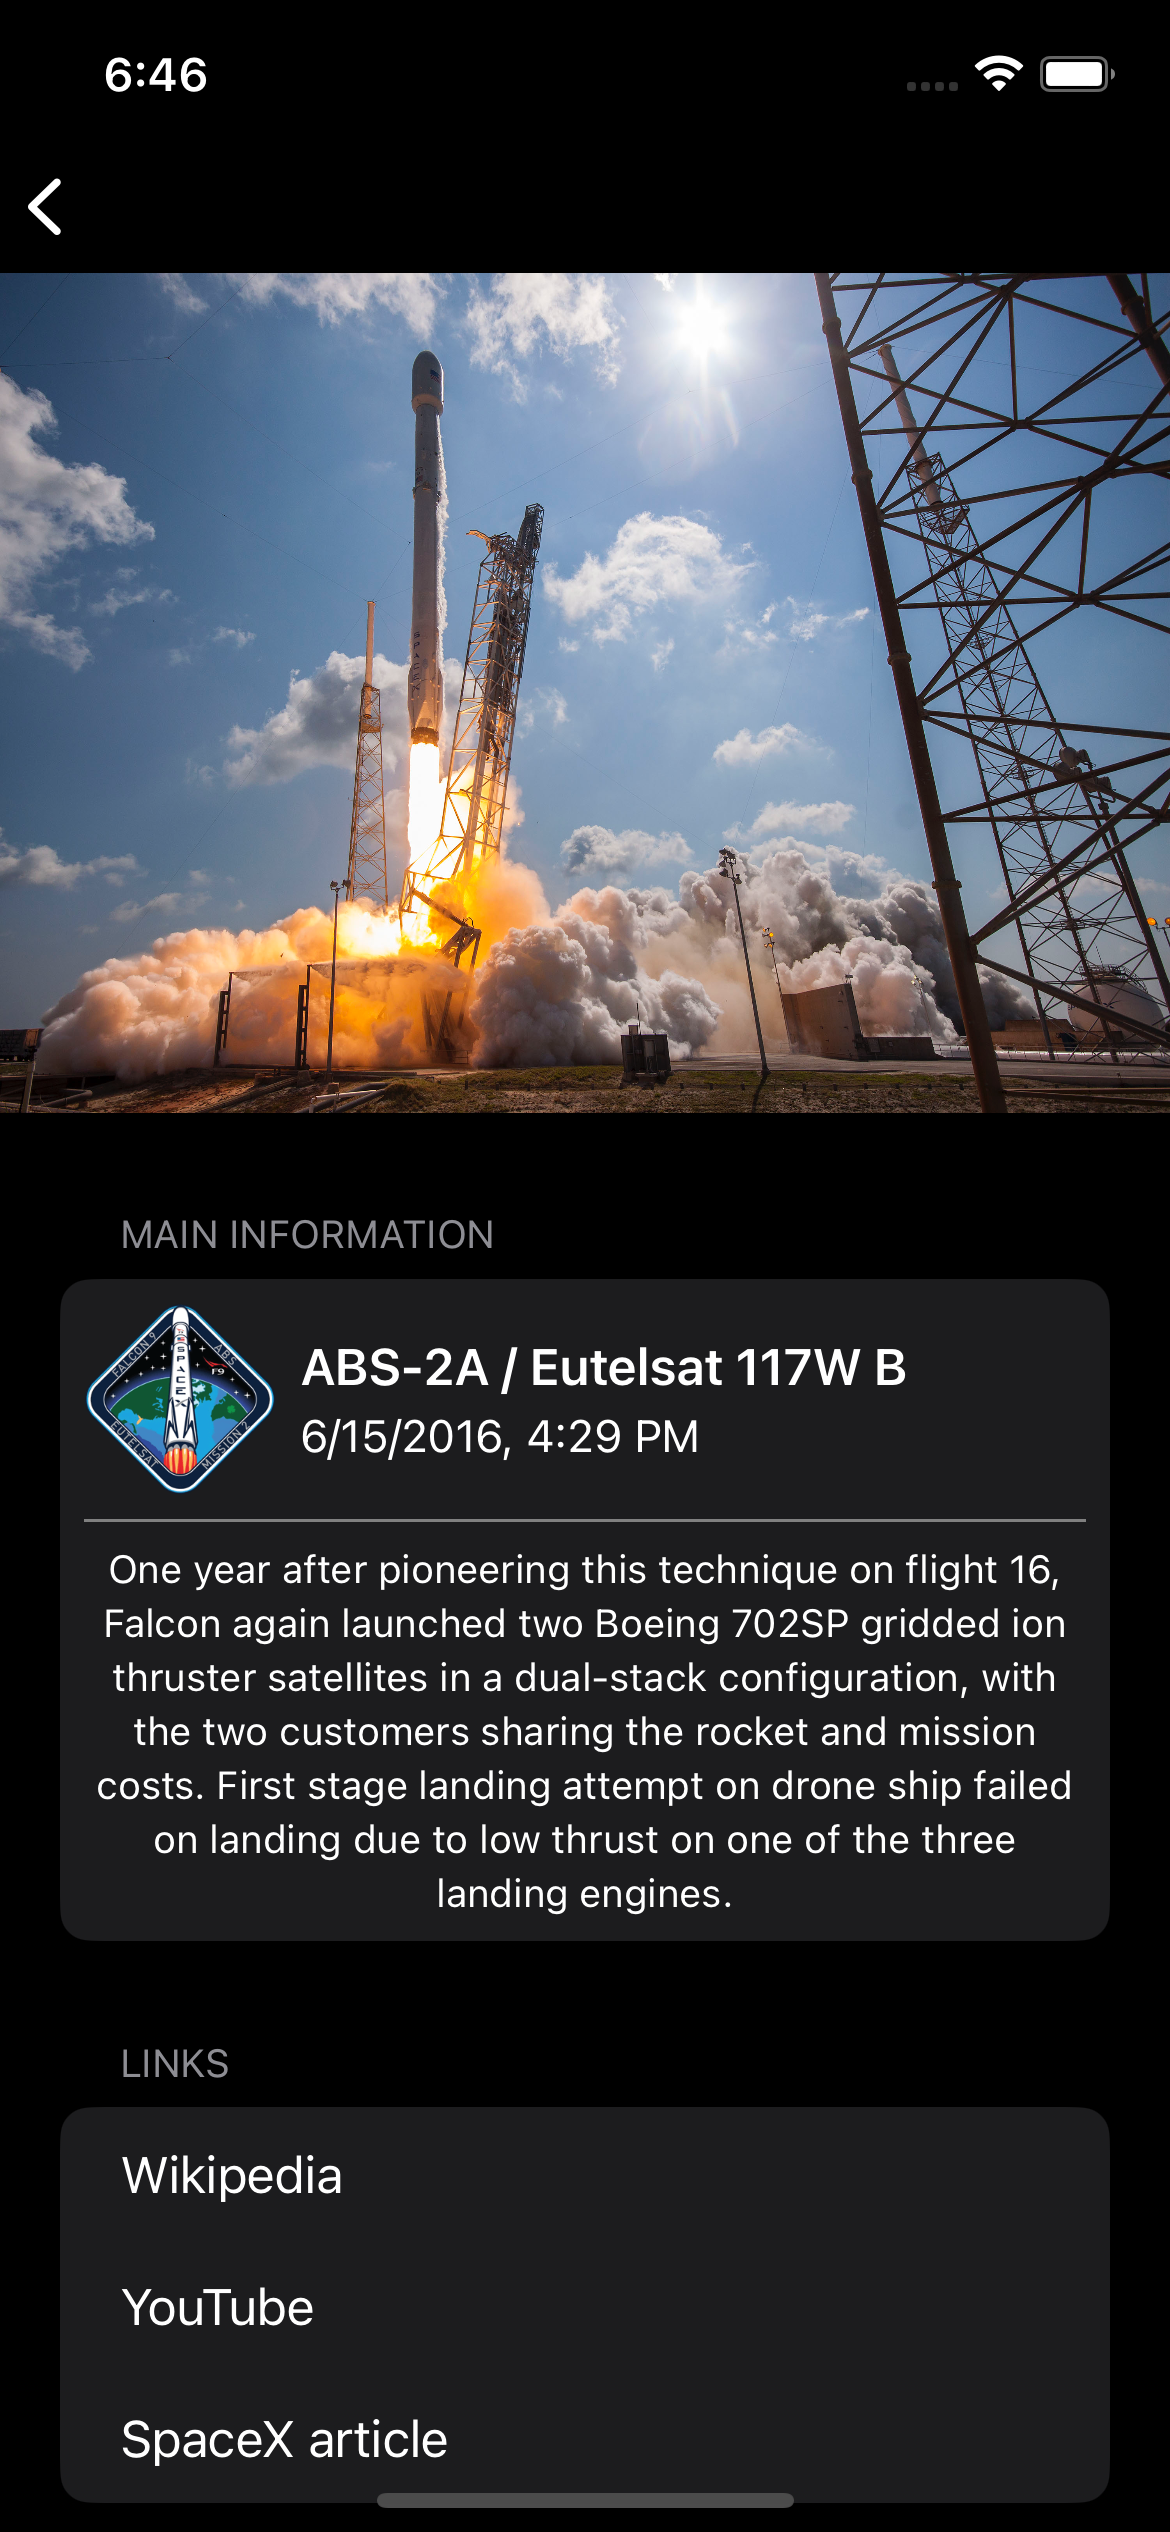 6:46
SPACEX
MAIN INFORMATION
FALCON 9
ABS
F9
SPACEX
EUTELSAT
MISSION 2
ABS-2A / Eutelsat 117W B
6/15/2016, 4:29 PM
One year after pioneering this technique on flight 16,
Falcon again launched two Boeing 702SP gridded ion
thruster satellites in a dual-stack configuration, with
the two customers sharing the rocket and mission
costs. First stage landing attempt on drone ship failed
on landing due to low thrust on one of the three
landing engines.
LINKS
Wikipedia
YouTube
SpaceX article